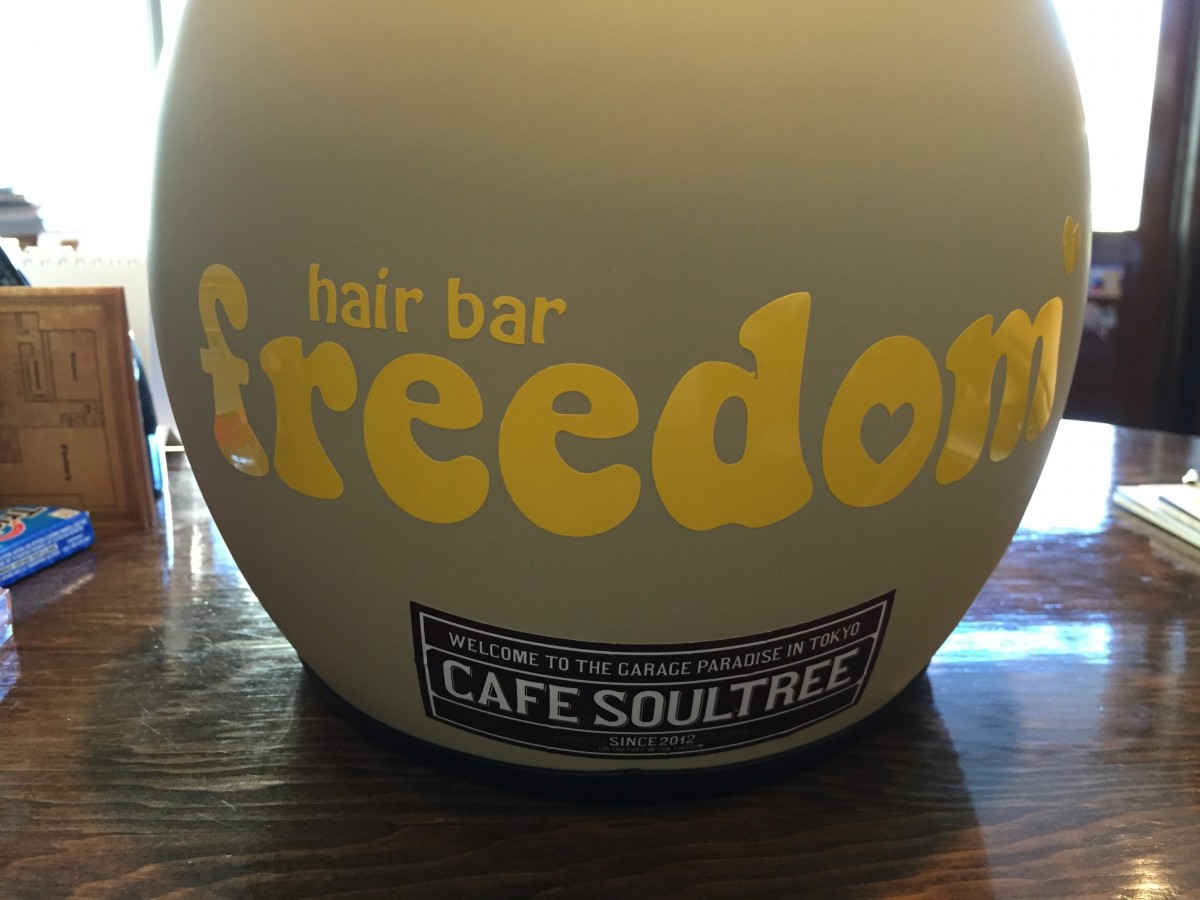 hair bar
freedom
WELCOME TO THE GARAGE PARADISE IN TOKYO
CAFE SOULTREE
SINCE 2012